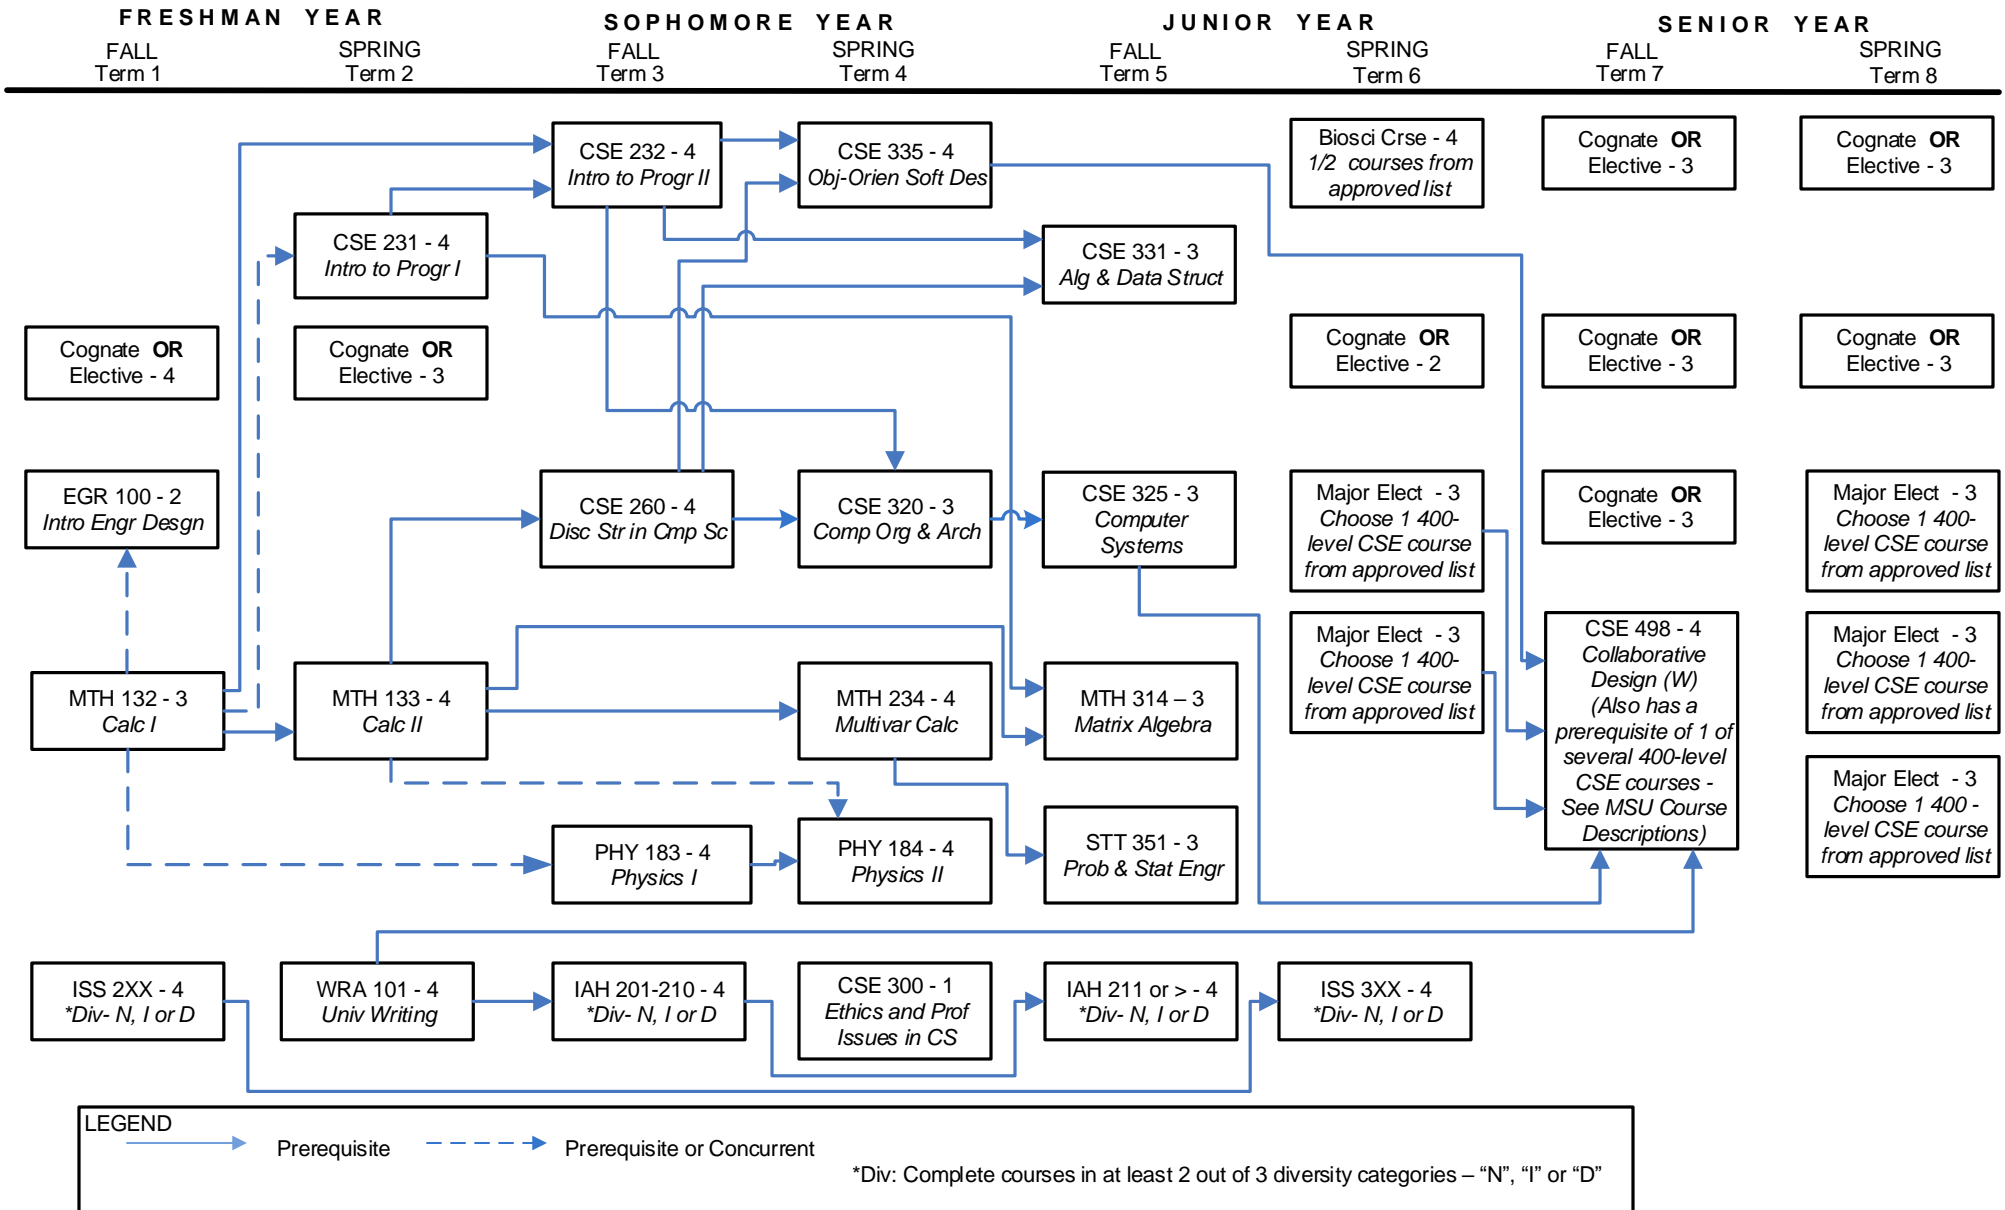 FRESHMAN YEAR
SOPHOMORE YEAR
JUNIOR YEAR
SENIOR YEAR
FALL
Term 1
SPRING
Term 2
FALL
Term 3
SPRING
Term 4
FALL
Term 5
SPRING
Term 6
FALL
Term 7
SPRING
Term 8
CSE 232 - 4
Intro to Progr II
CSE 335 - 4
Obj-Orien Soft Des
Biosci Crse - 4
1/2 courses from
approved list
Cognate OR
Elective - 3
Cognate OR
Elective - 3
CSE 231 - 4
Intro to Progr I
CSE 331 - 3
Alg & Data Struct
Cognate OR
Elective - 4
Cognate OR
Elective - 3
Cognate OR
Elective - 2
Cognate OR
Elective - 3
Cognate OR
Elective - 3
EGR 100 - 2
Intro Engr Desgn
CSE 260 - 4
Disc Str in Cmp Sc
CSE 320 - 3
Comp Org & Arch
CSE 325 - 3
Computer
Systems
Major Elect - 3
Choose 1 400-
level CSE course
from approved list
Cognate OR
Elective - 3
Major Elect - 3
Choose 1 400-
level CSE course
from approved list
MTH 132 - 3
Calc I
MTH 133 - 4
Calc II
MTH 234 - 4
Multivar Calc
MTH 314 – 3
Matrix Algebra
Major Elect - 3
Choose 1 400-
level CSE course
from approved list
CSE 498 - 4
Collaborative
Design (W)
(Also has a
prerequisite of 1 of
several 400-level
CSE courses -
See MSU Course
Descriptions)
Major Elect - 3
Choose 1 400-
level CSE course
from approved list
PHY 183 - 4
Physics I
PHY 184 - 4
Physics II
STT 351 - 3
Prob & Stat Engr
Major Elect - 3
Choose 1 400 -
level CSE course
from approved list
ISS 2XX - 4
*Div- N, I or D
WRA 101 - 4
Univ Writing
IAH 201-210 - 4
*Div- N, I or D
CSE 300 - 1
Ethics and Prof
Issues in CS
IAH 211 or > - 4
*Div- N, I or D
ISS 3XX - 4
*Div- N, I or D
LEGEND
Prerequisite
Prerequisite or Concurrent
*Div: Complete courses in at least 2 out of 3 diversity categories – “N”, “I” or “D”